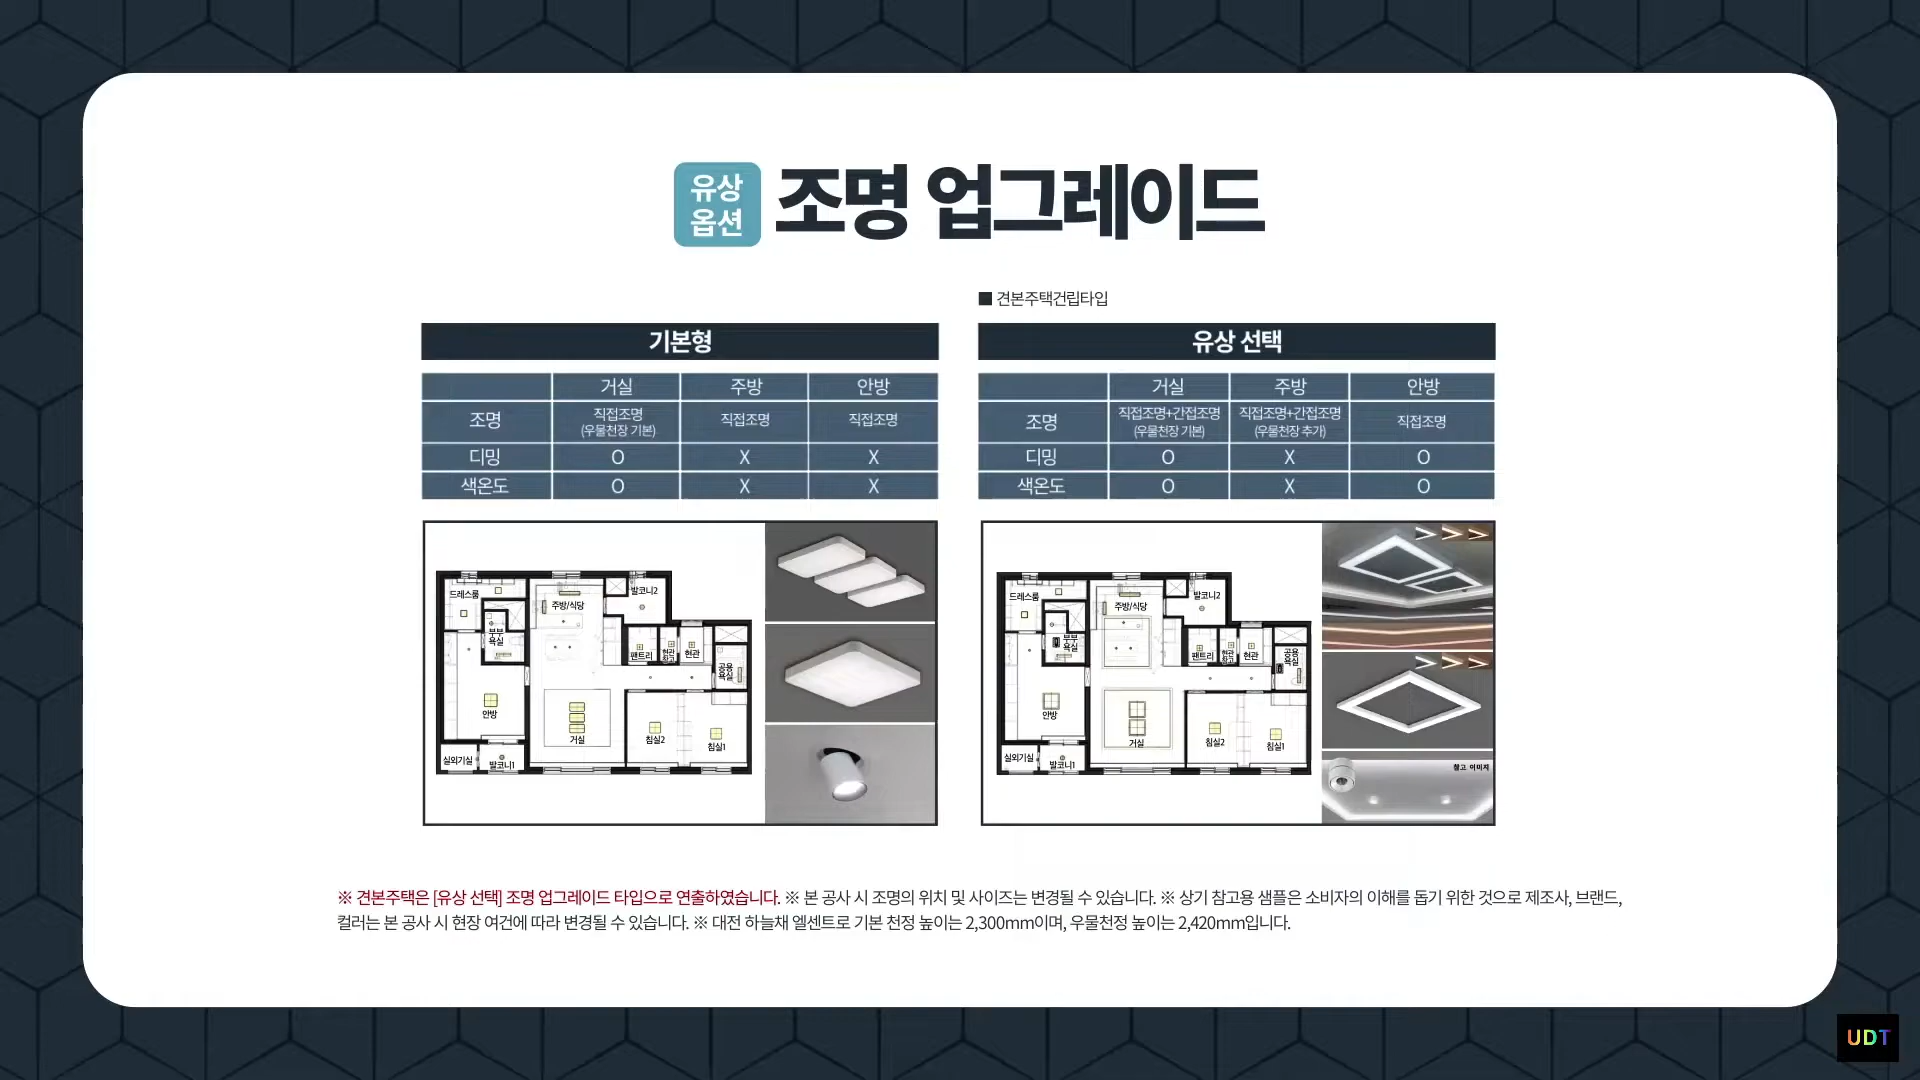 유상
옵션
조명 업그레이드
■ 견본주택건립타입
기본형
거실 주방 안방
조명 직접조명 (우물천장 기본) 직접조명 직접조명
디밍 O X X
색온도 O X X
유상 선택
거실 주방 안방
조명 직접조명+간접조명 (우물천장 기본) 직접조명+간접조명 (우물천장 추가) 직접조명
디밍 O X O
색온도 O X O
드레스룸
주방/식당
발코니2
부부
욕실
팬트리
현관
창고
현관
공용
욕실
안방
거실
침실2
침실1
실외기실
발코니1
드레스룸
주방/식당
발코니2
부부
욕실
팬트리
현관
창고
현관
공용
욕실
안방
거실
침실2
침실1
실외기실
발코니1
참고 이미지
※ 견본주택은 [유상 선택] 조명 업그레이드 타입으로 연출하였습니다. ※ 본 공사 시 조명의 위치 및 사이즈는 변경될 수 있습니다. ※ 상기 참고용 샘플은 소비자의 이해를 돕기 위한 것으로 제조사, 브랜드,
컬러는 본 공사 시 현장 여건에 따라 변경될 수 있습니다. ※ 대전 하늘채 엘센트로 기본 천정 높이는 2,300mm이며, 우물천정 높이는 2,420mm입니다.
UDT